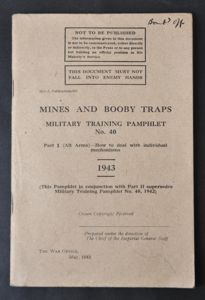 NOT TO BE PUBLISHED
The information given in this document
is not to be communicated, either directly
or indirectly, to the Press or to any person
not holding an official position in His
Majesty's Service.
THIS DOCUMENT MUST NOT
FALL INTO ENEMY HANDS
MINES AND BOOBY TRAPS
MILITARY TRAINING PAMPHLET
No. 40
Part I (All Arms)—How to deal with individual
mechanisms
1943
(This Pamphlet in conjunction with Part II supersedes
Military Training Pamphlet No. 40, 1942)
Crown Copyright Reserved
Prepared under the direction of
The Chief of the Imperial General Staff
THE WAR OFFICE,
May, 1943